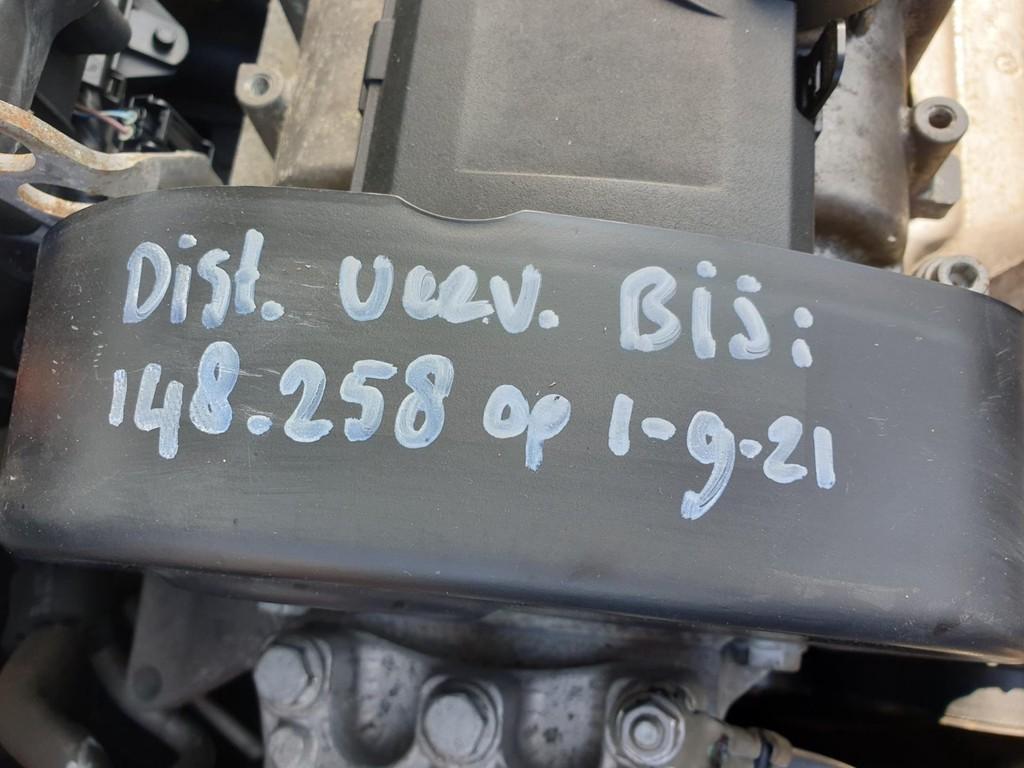 Dist. verv. Bij:
148.258 op 1-9-21